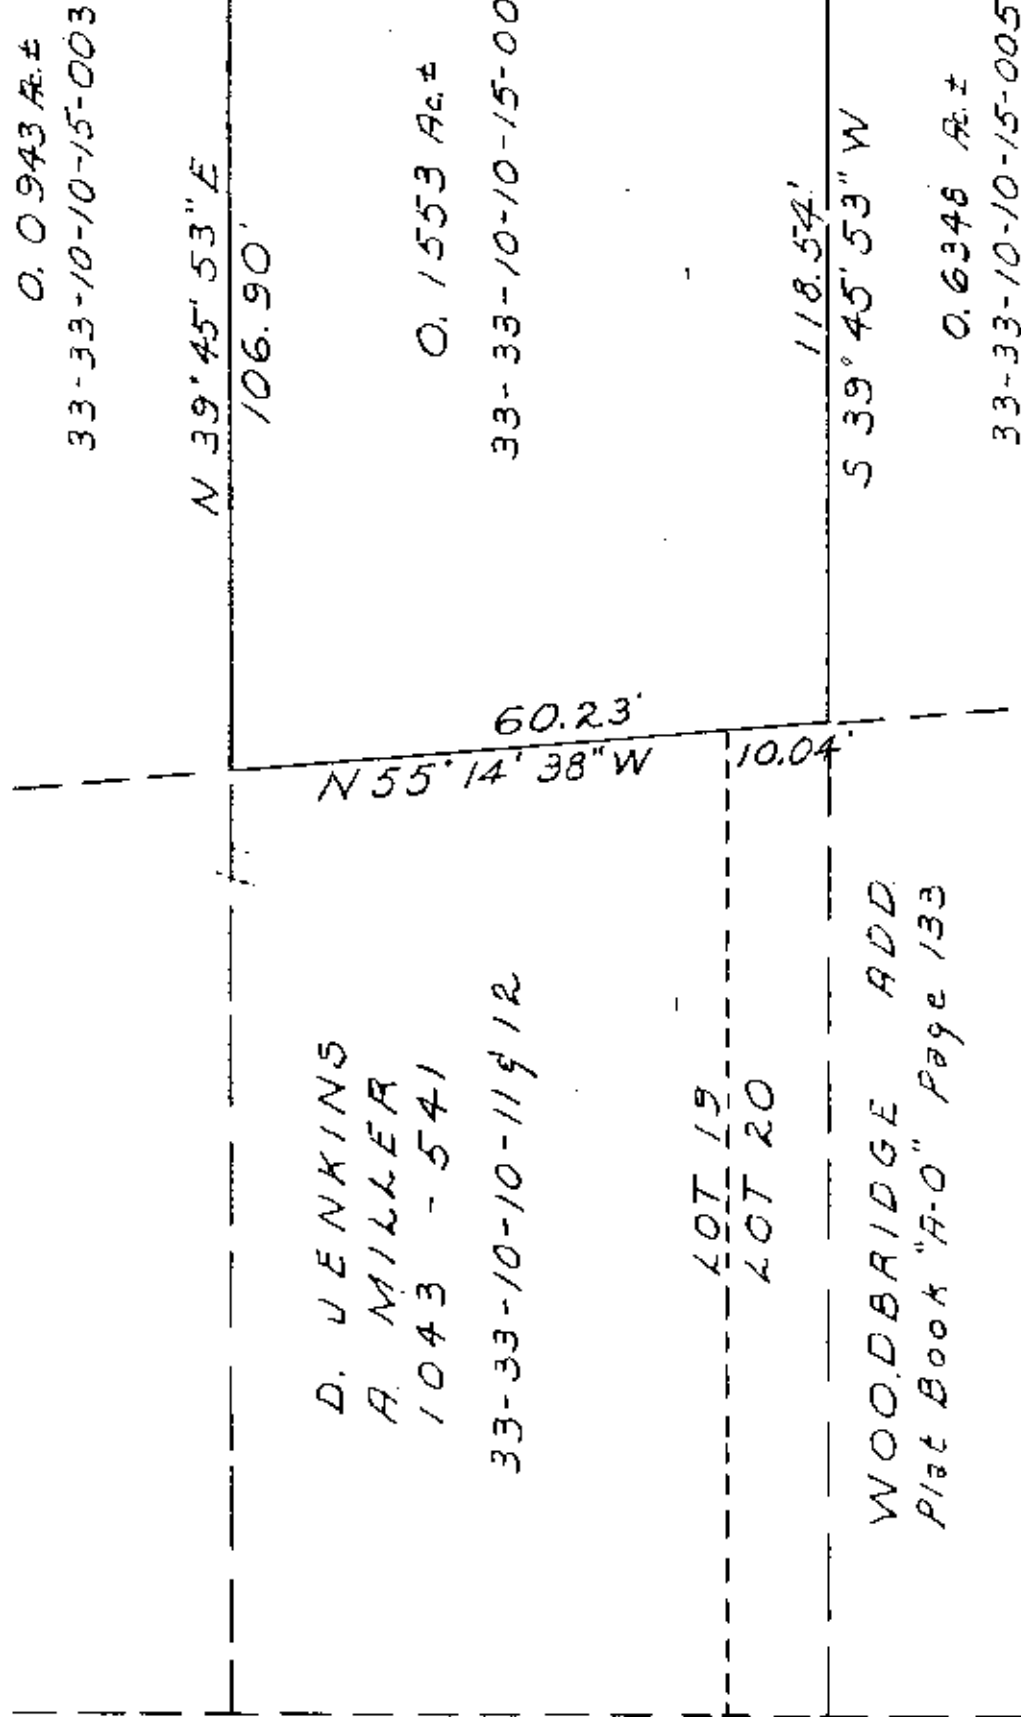 0.0943 Ac.±
33-33-10-10-15-003
N 39° 45' 53" E
106.90'
0.1553 Ac.±
33-33-10-10-15-00
118.54'
S 39° 45' 53" W
0.6348 Ac.±
33-33-10-10-15-005
60.23'
N 55° 14' 38" W
10.04'
D. JENKINS
A. MILLER
1043 - 541
33-33-10-10-11 & 12
LOT 19
LOT 20
WOODBRIDGE ADD.
Plat Book "A-O" Page 133